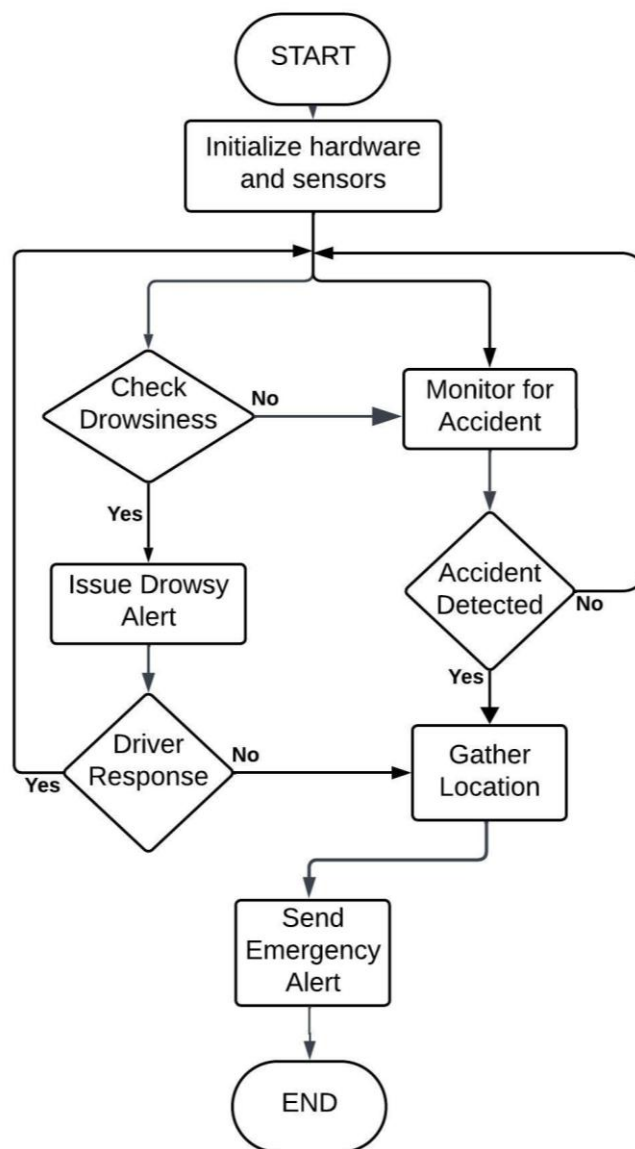 START
Initialize hardware
and sensors
Check
Drowsiness
No
Monitor for
Accident
Yes
Issue Drowsy
Alert
Accident
Detected
No
Yes
Driver
Response
Yes
No
Gather
Location
Send
Emergency
Alert
END